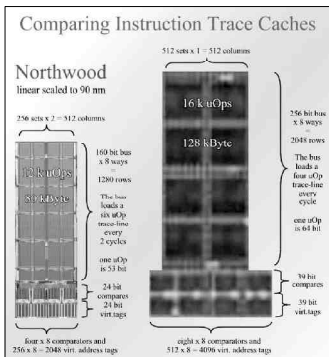 Comparing Instruction Trace Caches
512 sets x 1 = 512 columns
Northwood
linear scaled to 90 nm
256 sets x 2 = 512 columns
16 k uOps
128 kByte
256 bit bus
x 8 ways
=
2048 rows
The bus
loads a
four uOp
trace-line
every
cycle
one uOp
is 64 bit
12 k uOps
80 kByte
160 bit bus
x 8 ways
=
1280 rows
The bus
loads a
six uOp
trace-line
every
2 cycles
one uOp
is 53 bit
24 bit
compares
24 bit
virt.tags
39 bit
compares
39 bit
virt.tags
four x 8 comparators and
256 x 8 = 2048 virt. address tags
eight x 8 comparators and
512 x 8 = 4096 virt. address tags